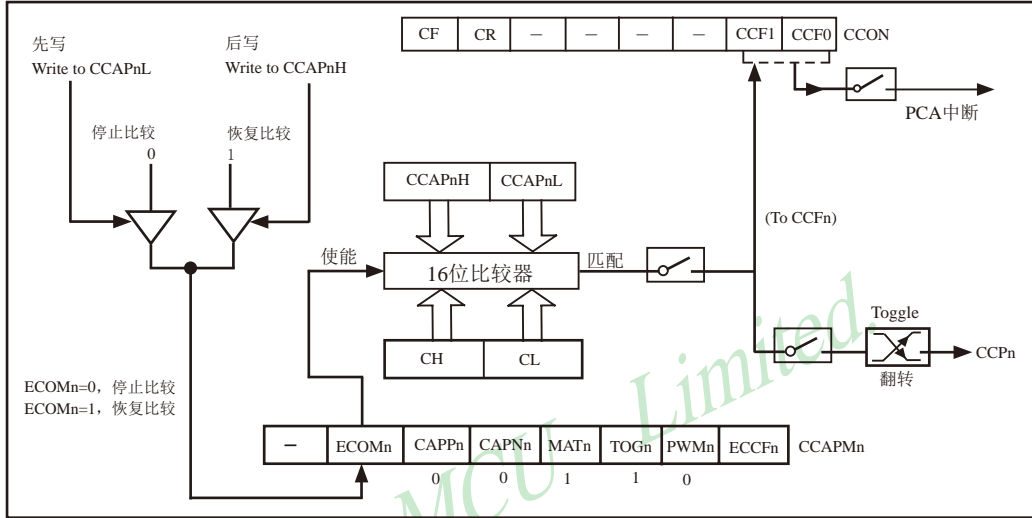 CF CR － － － － CCF1 CCF0 CCON
先写 后写
Write to CCAPnL Write to CCAPnH
PCA中断
停止比较 恢复比较
0 1
CCAPnH CCAPnL
(To CCFn)
使能 16位比较器 匹配
Toggle
CH CL CCPn
翻转
ECOMn=0，停止比较
ECOMn=1，恢复比较
－ ECOMn CAPPn CAPNn MATn TOGn PWMn ECCFn CCAPMn
0 0 1 1 0
MCU Limited.